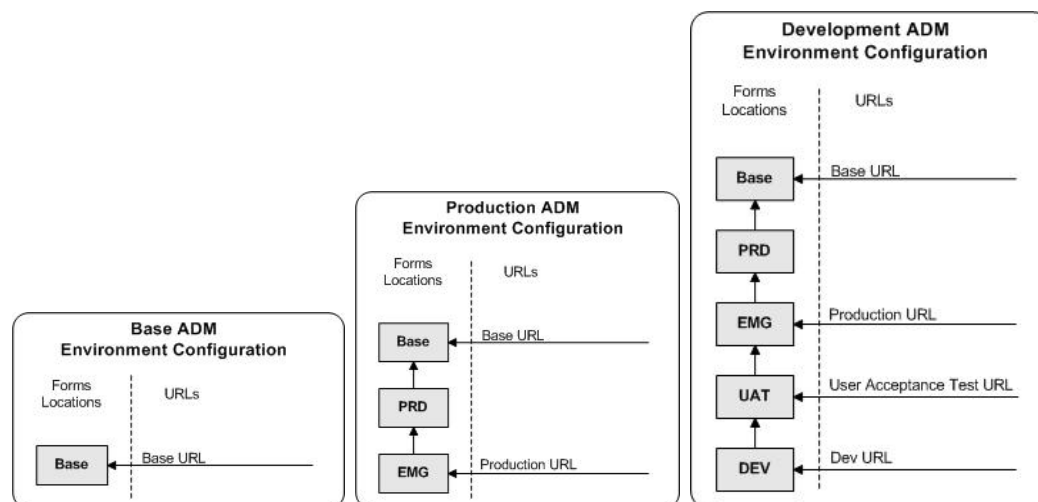 Base ADM
Environment Configuration
Forms
Locations
URLs
Base
Base URL
Production ADM
Environment Configuration
Forms
Locations
URLs
Base
Base URL
PRD
EMG
Production URL
Development ADM
Environment Configuration
Forms
Locations
URLs
Base
Base URL
PRD
EMG
Production URL
UAT
User Acceptance Test URL
DEV
Dev URL